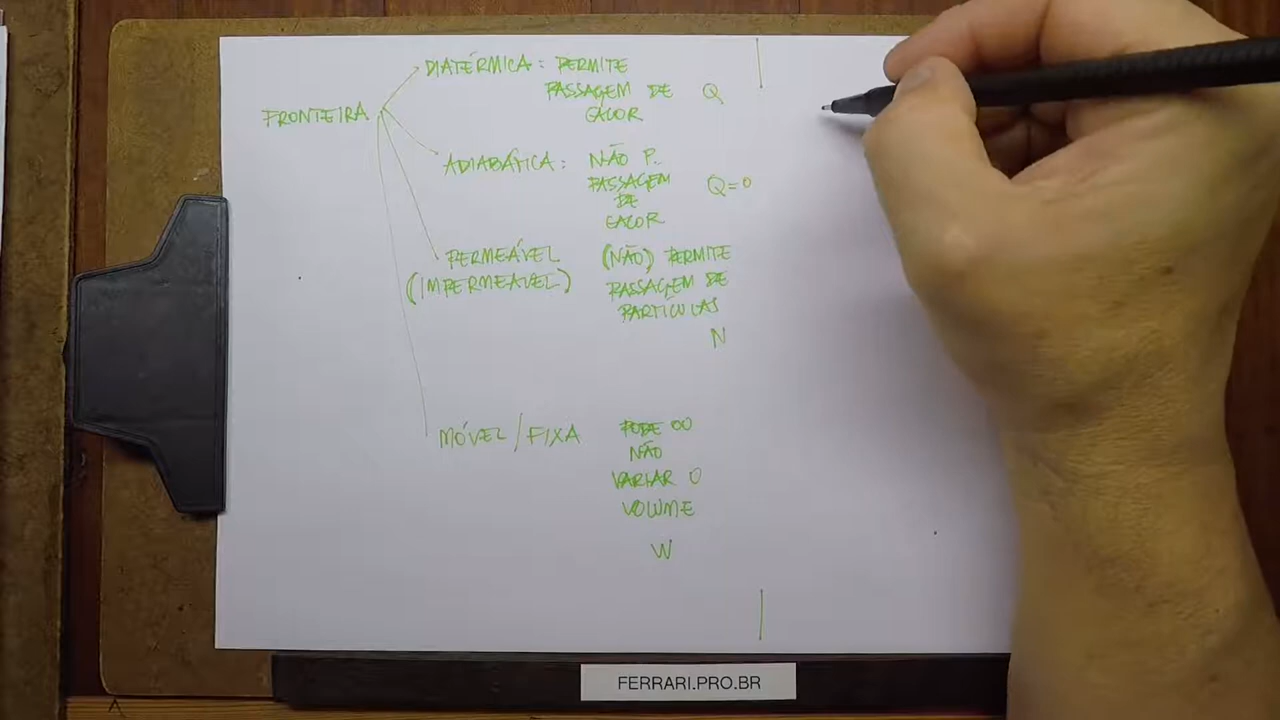 FRONTEIRA
DIATÉRMICA: PERMITE
PASSAGEM DE Q
CALOR
ADIABÁTICA: NÃO P.
PASSAGEM Q=0
DE
CALOR
PERMEÁVEL (NÃO) PERMITE
(IMPERMEÁVEL) PASSAGEM DE
PARTÍCULAS
N
MÓVEL/FIXA PODE OU
NÃO
VARIAR O
VOLUME
W
FERRARI.PRO.BR